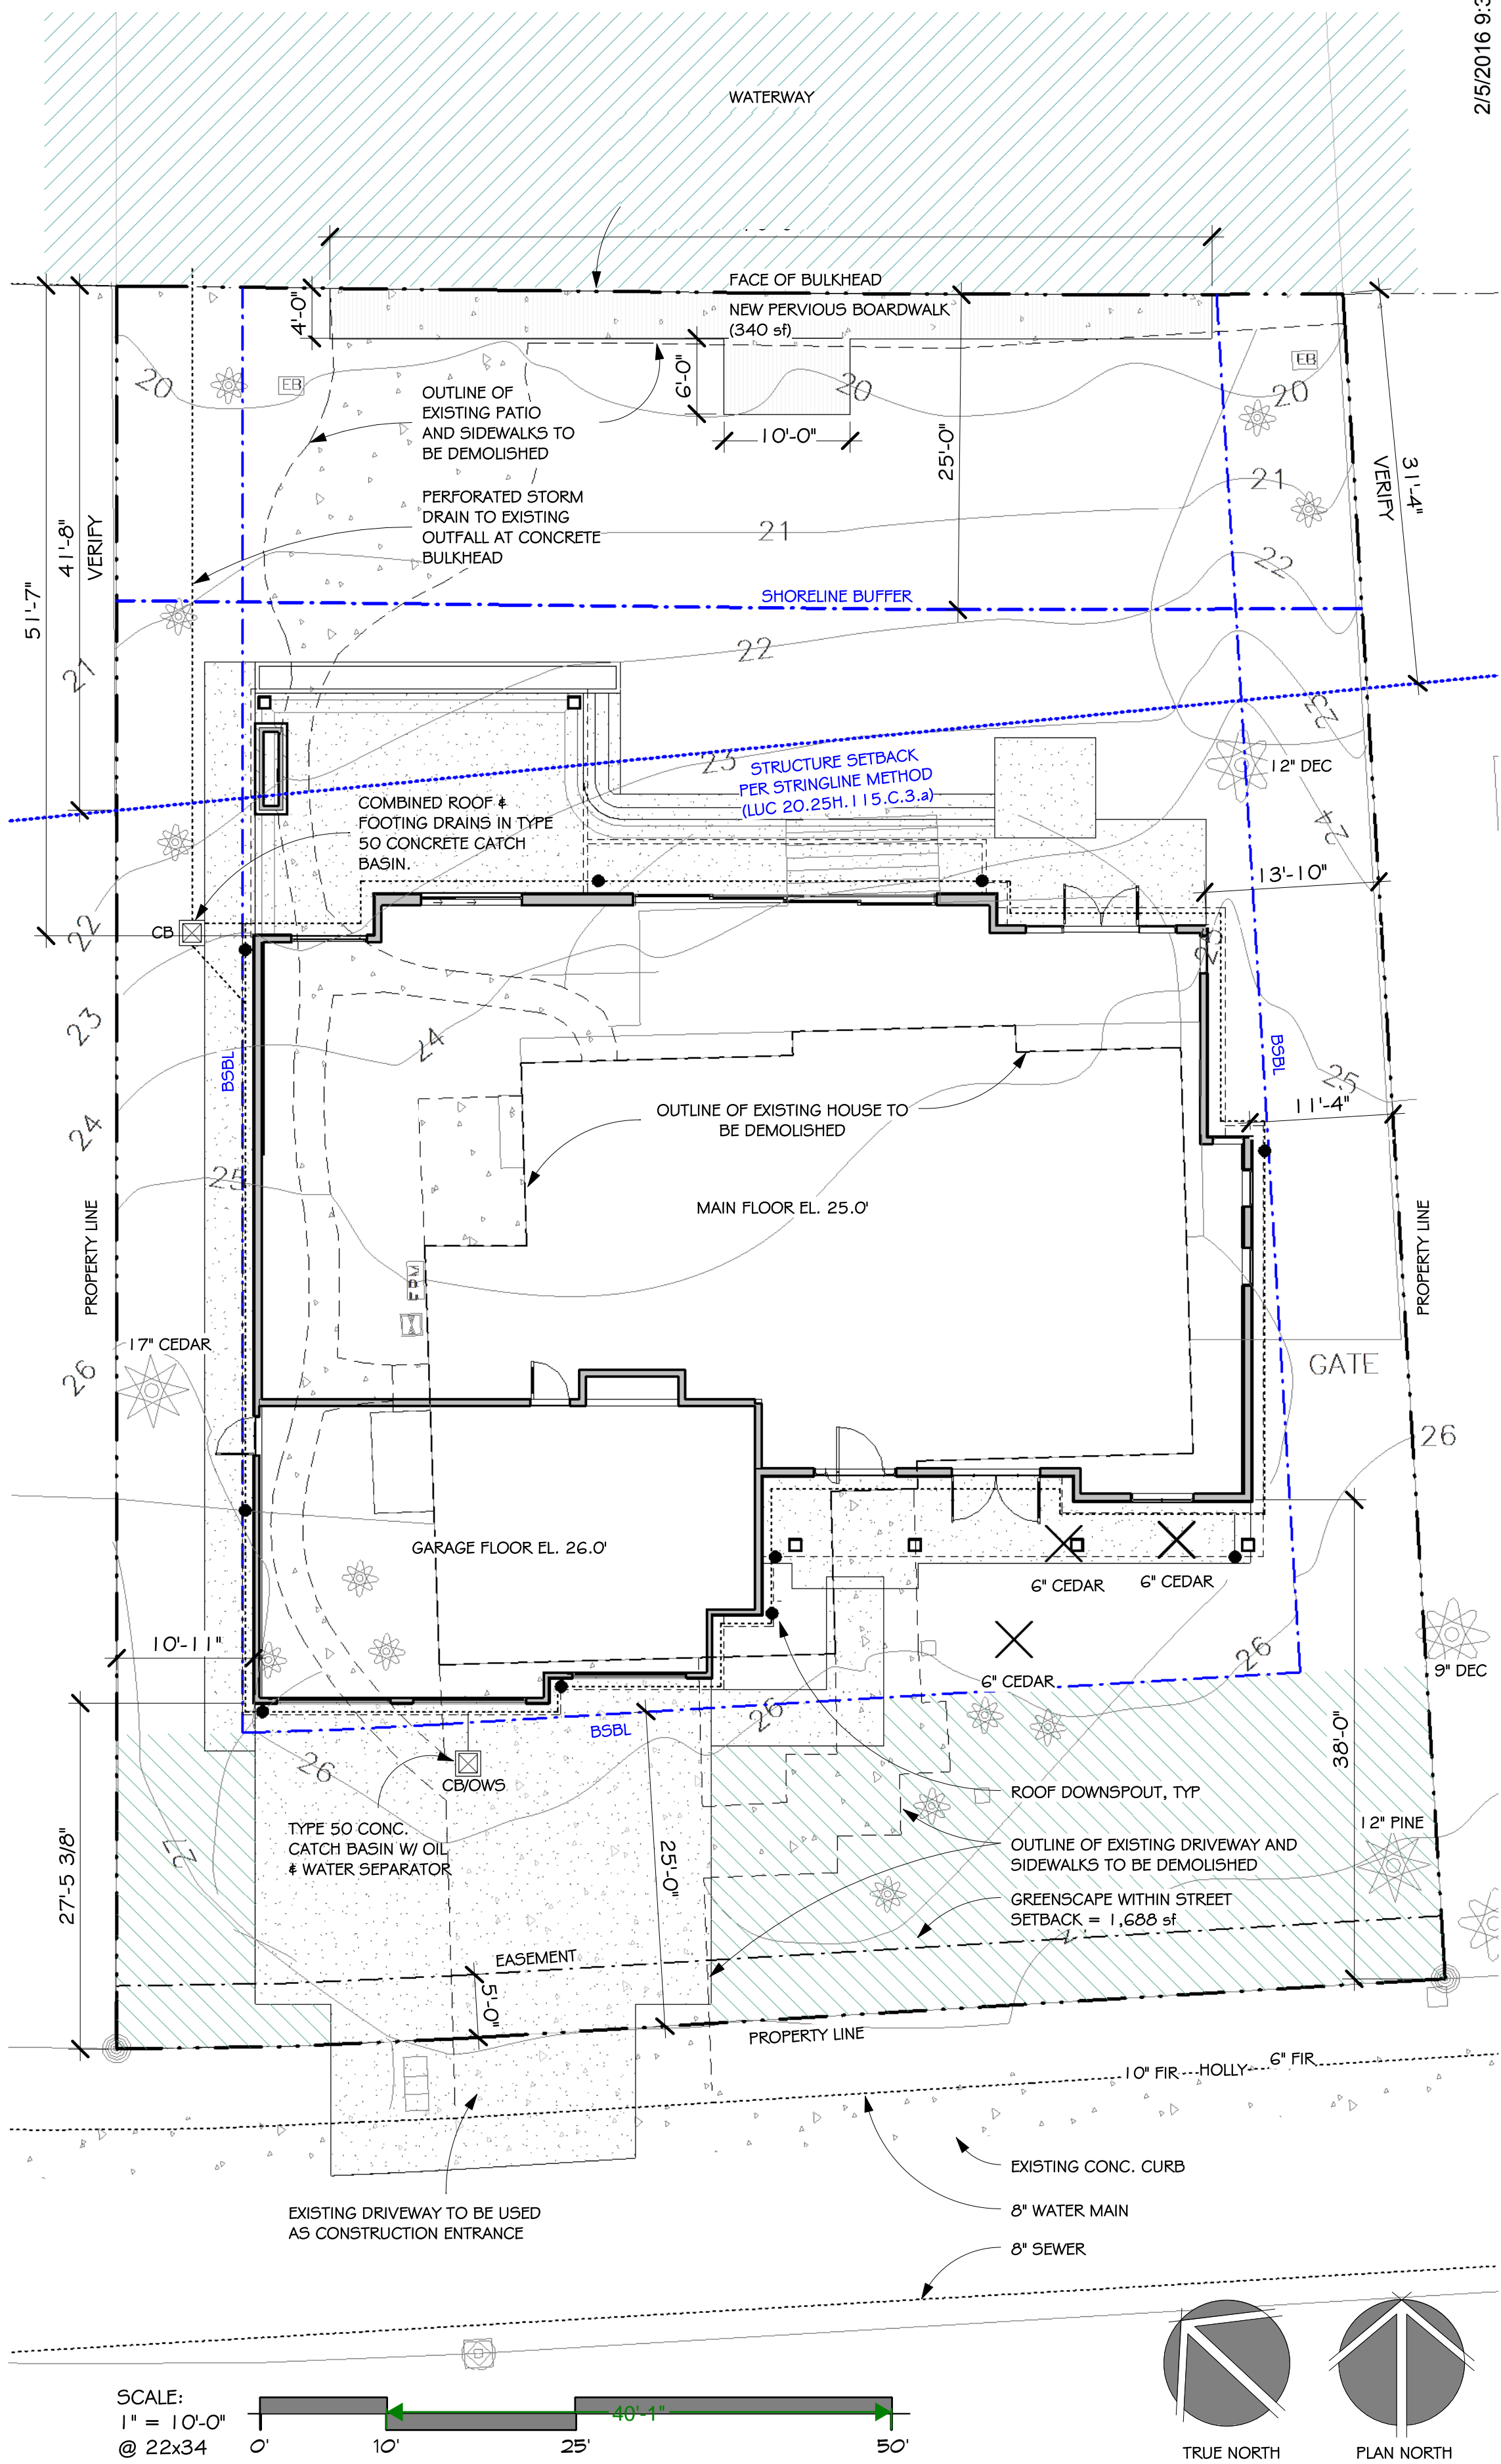 2/5/2016 9:3
WATERWAY
FACE OF BULKHEAD
4'-0"
NEW PERVIOUS BOARDWALK
(340 sf)
20
EB
OUTLINE OF
EXISTING PATIO
AND SIDEWALKS TO
BE DEMOLISHED
6'-0"
20
10'-0"
25'-0"
EB
20
31'-4"
VERIFY
21
PERFORATED STORM
DRAIN TO EXISTING
OUTFALL AT CONCRETE
BULKHEAD
21
22
41'-8"
VERIFY
51'-7"
SHORELINE BUFFER
22
21
23
23
STRUCTURE SETBACK
PER STRINGLINE METHOD
(LUC 20.25H.115.C.3.a)
12" DEC
24
COMBINED ROOF &
FOOTING DRAINS IN TYPE
50 CONCRETE CATCH
BASIN.
13'-10"
CB
22
25
23
24
BSBL
BSBL
25
11'-4"
24
OUTLINE OF EXISTING HOUSE TO
BE DEMOLISHED
25
MAIN FLOOR EL. 25.0'
PROPERTY LINE
PROPERTY LINE
17" CEDAR
26
GATE
26
GARAGE FLOOR EL. 26.0'
6" CEDAR
6" CEDAR
10'-11"
6" CEDAR
26
9" DEC
26
BSBL
26
38'-0"
CB/OWS
ROOF DOWNSPOUT, TYP
TYPE 50 CONC.
CATCH BASIN W/ OIL
& WATER SEPARATOR
27
12" PINE
OUTLINE OF EXISTING DRIVEWAY AND
SIDEWALKS TO BE DEMOLISHED
27'-5 3/8"
25'-0"
GREENSCAPE WITHIN STREET
SETBACK = 1,688 sf
EASEMENT
5'-0"
PROPERTY LINE
10" FIR
HOLLY
6" FIR
EXISTING CONC. CURB
8" WATER MAIN
EXISTING DRIVEWAY TO BE USED
AS CONSTRUCTION ENTRANCE
8" SEWER
SCALE:
1" = 10'-0"
@ 22x34
40'-1"
0'
10'
25'
50'
TRUE NORTH
PLAN NORTH